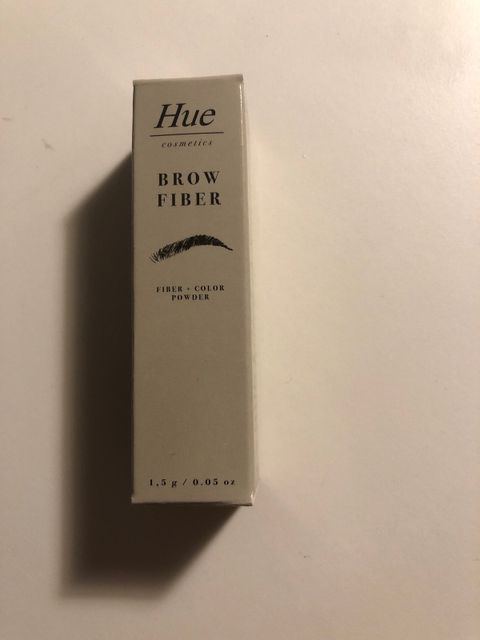 Hue
cosmetics
BROW
FIBER
FIBER + COLOR
POWDER
1,5 g / 0.05 oz